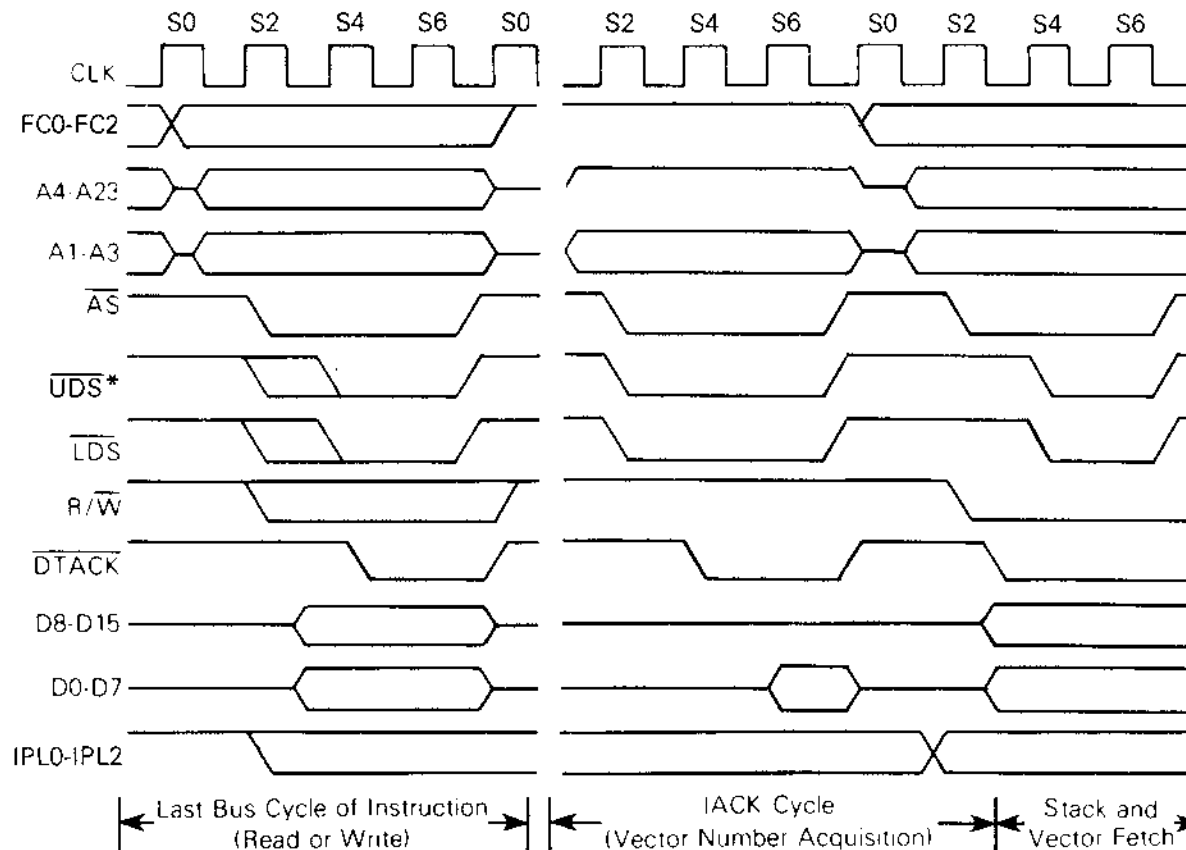 S0 S2 S4 S6 S0 S2 S4 S6 S0 S2 S4 S6
CLK
FC0-FC2
A4-A23
A1-A3
AS
UDS*
LDS
R/W
DTACK
D8-D15
D0-D7
IPL0-IPL2
Last Bus Cycle of Instruction
(Read or Write)
IACK Cycle
(Vector Number Acquisition)
Stack and
Vector Fetch